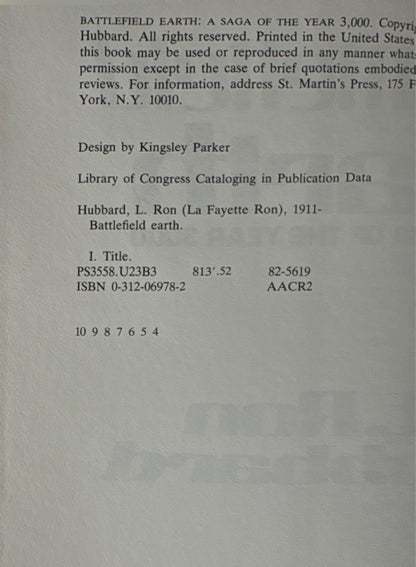 BATTLEFIELD EARTH: A SAGA OF THE YEAR 3,000. Copyri
Hubbard. All rights reserved. Printed in the United States
this book may be used or reproduced in any manner what-
permission except in the case of brief quotations embodied
reviews. For information, address St. Martin's Press, 175 F
York, N.Y. 10010.
Design by Kingsley Parker
Library of Congress Cataloging in Publication Data
Hubbard, L. Ron (La Fayette Ron), 1911-
Battlefield earth.
I. Title.
PS3558.U23B3 813'.52 82-5619
ISBN 0-312-06978-2 AACR2
10 9 8 7 6 5 4